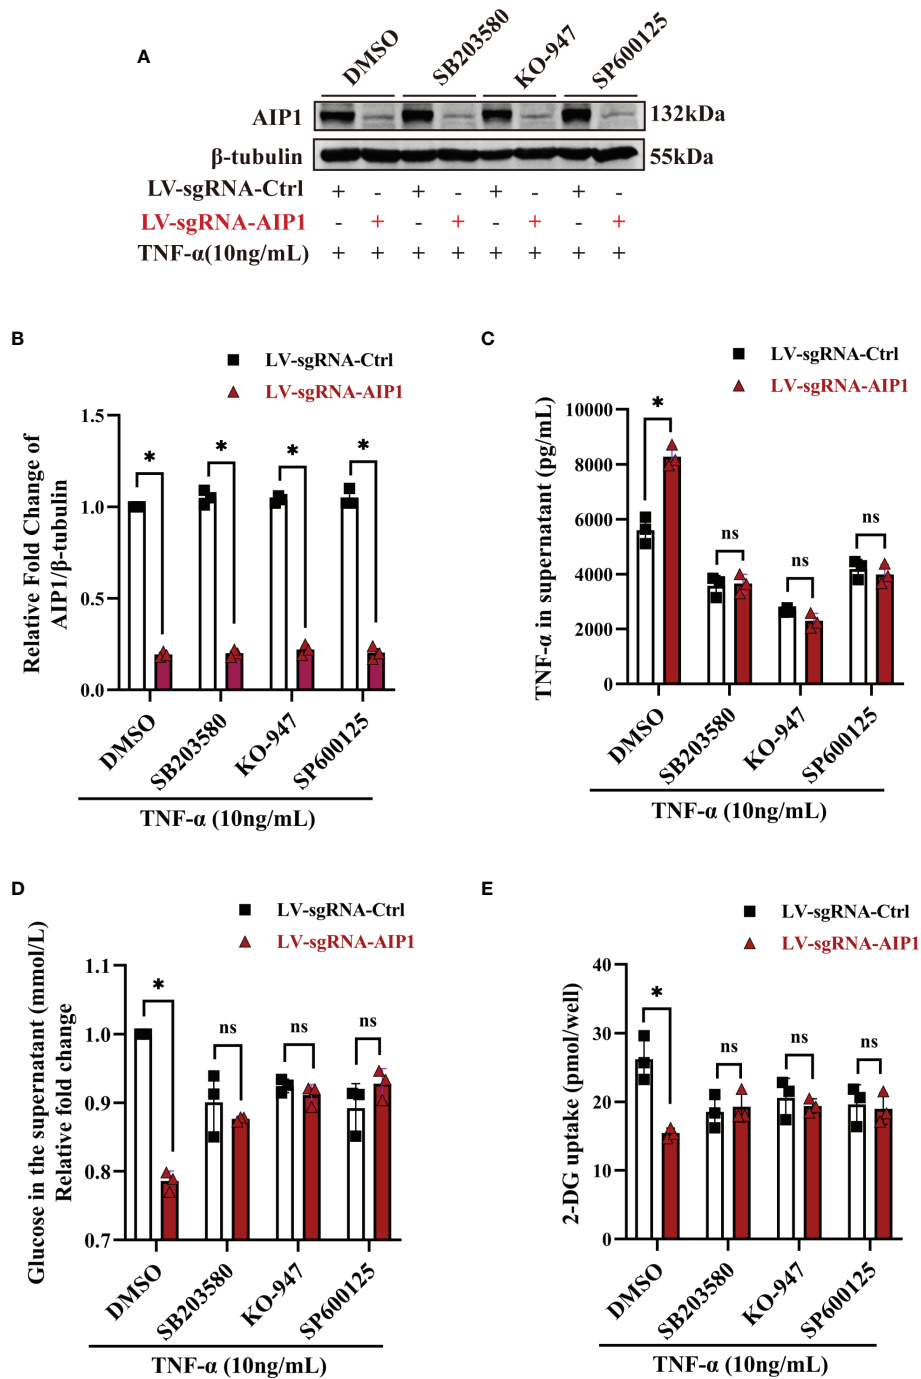 A
DMSO SB203580 KO-947 SP600125
AIP1 132kDa
β-tubulin 55kDa
LV-sgRNA-Ctrl + - + - + - + -
LV-sgRNA-AIP1 - + - + - + - +
TNF-α(10ng/mL) + + + + + + + +
B
LV-sgRNA-Ctrl
LV-sgRNA-AIP1
Relative Fold Change of
AIP1/β-tubulin
1.5
1.0
0.5
0.0
* * * *
DMSO SB203580 KO-947 SP600125
TNF-α (10ng/mL)
C
LV-sgRNA-Ctrl
LV-sgRNA-AIP1
TNF-α in supernatant (pg/mL)
10000
8000
6000
4000
2000
0
* ns ns ns
DMSO SB203580 KO-947 SP600125
TNF-α (10ng/mL)
D
LV-sgRNA-Ctrl
LV-sgRNA-AIP1
Glucose in the supernatant (mmol/L)
Relative fold change
1.1
1.0
0.9
0.8
0.7
* ns ns ns
DMSO SB203580 KO-947 SP600125
TNF-α (10ng/mL)
E
LV-sgRNA-Ctrl
LV-sgRNA-AIP1
2-DG uptake (pmol/well)
40
30
20
10
0
* ns ns ns
DMSO SB203580 KO-947 SP600125
TNF-α (10ng/mL)